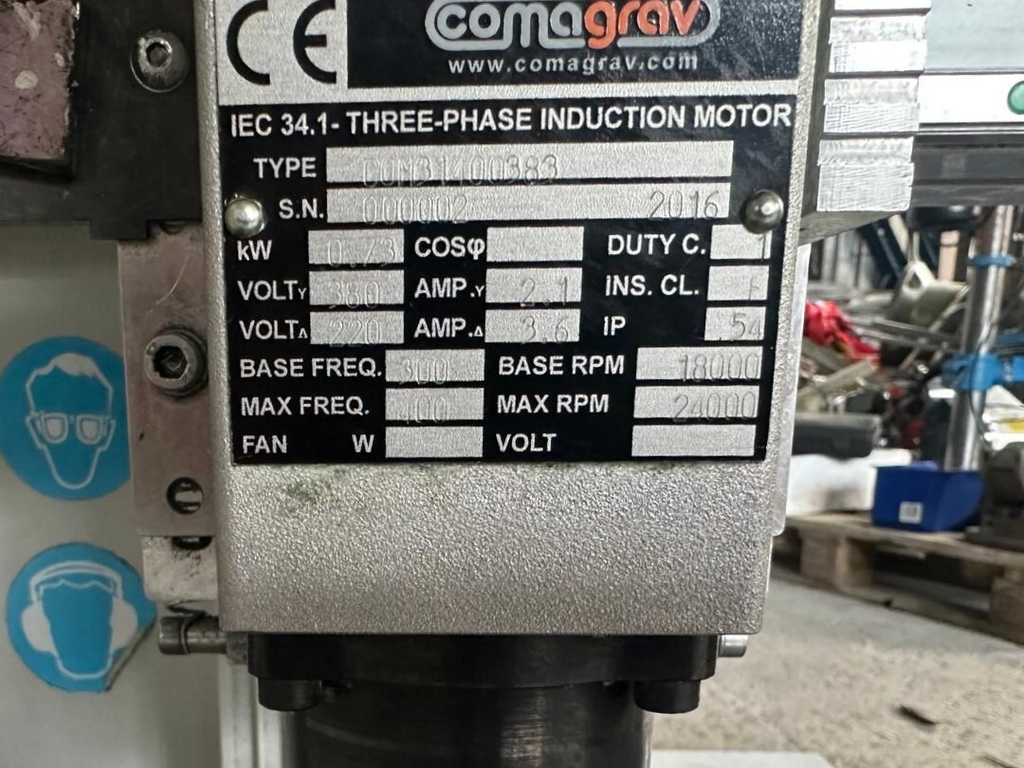 CE
comagrav
www.comagrav.com
IEC 34.1- THREE-PHASE INDUCTION MOTOR
TYPE COM31400383
S.N. 000002 2016
kW 0.73 COSφ DUTY C. 1
VOLTY 380 AMP.Y 2.1 INS. CL. F
VOLTΔ 220 AMP.Δ 3.6 IP 54
BASE FREQ. 300 BASE RPM 18000
MAX FREQ. 400 MAX RPM 24000
FAN W VOLT